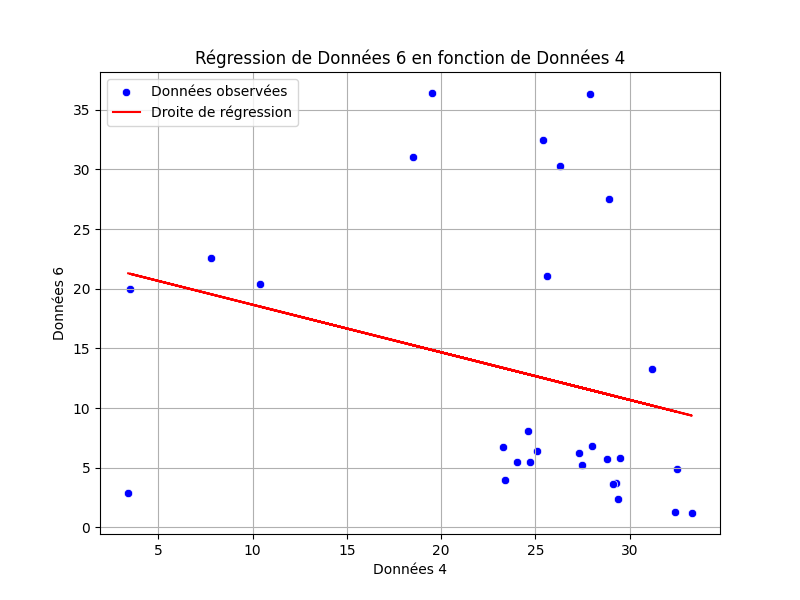 Régression de Données 6 en fonction de Données 4
Données observées
Droite de régression
35
30
25
20
15
10
5
0
Données 6
5
10
15
20
25
30
Données 4